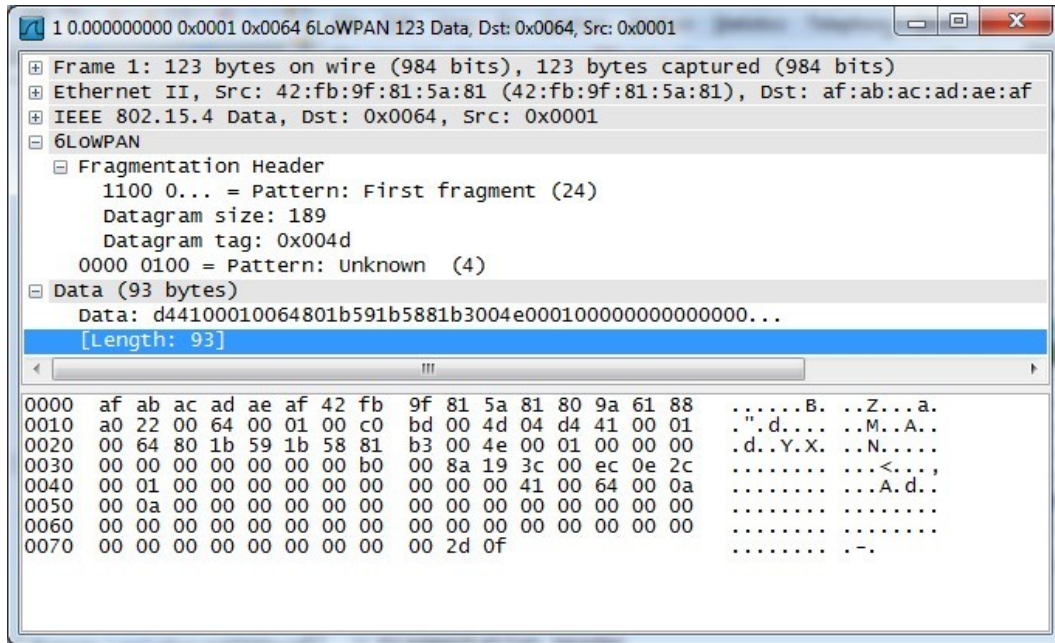 1 0.000000000 0x0001 0x0064 6LoWPAN 123 Data, Dst: 0x0064, Src: 0x0001
Frame 1: 123 bytes on wire (984 bits), 123 bytes captured (984 bits)
Ethernet II, Src: 42:fb:9f:81:5a:81 (42:fb:9f:81:5a:81), Dst: af:ab:ac:ad:ae:af
IEEE 802.15.4 Data, Dst: 0x0064, Src: 0x0001
6LoWPAN
Fragmentation Header
1100 0... = Pattern: First fragment (24)
Datagram size: 189
Datagram tag: 0x004d
0000 0100 = Pattern: Unknown (4)
Data (93 bytes)
Data: d44100010064801b591b5881b3004e000100000000000000...
[Length: 93]
0000 af ab ac ad ae af 42 fb 9f 81 5a 81 80 9a 61 88 ......B. ..Z...a.
0010 a0 22 00 64 00 01 00 c0 bd 00 4d 04 d4 41 00 01 .".d.... ..M..A..
0020 00 64 80 1b 59 1b 58 81 b3 00 4e 00 01 00 00 00 .d..Y.X. ..N.....
0030 00 00 00 00 00 00 00 b0 00 8a 19 3c 00 ec 0e 2c ........ ...<...,
0040 00 01 00 00 00 00 00 00 00 00 00 41 00 64 00 0a ........ ...A.d..
0050 00 0a 00 00 00 00 00 00 00 00 00 00 00 00 00 00 ........ ........
0060 00 00 00 00 00 00 00 00 00 00 00 00 00 00 00 00 ........ ........
0070 00 00 00 00 00 00 00 00 00 2d 0f ........ .-.